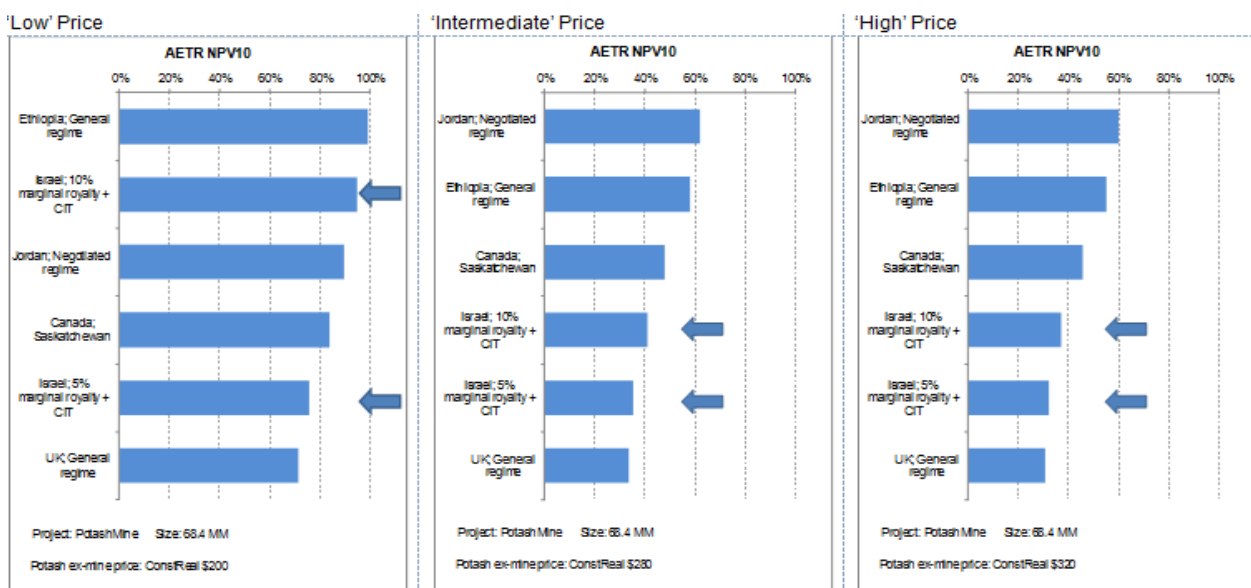 'Low' Price
AETR NPV10
0% 20% 40% 60% 80% 100%
Ethiopia; General
regime
Israel; 10%
marginal royalty +
CIT
Jordan; Negotiated
regime
Canada;
Saskatchewan
Israel; 5%
marginal royalty +
CIT
UK; General
regime
Project: Potash Mine Size: 68.4 MM
Potash ex-mine price: ConstReal $200
'Intermediate' Price
AETR NPV10
0% 20% 40% 60% 80% 100%
Jordan; Negotiated
regime
Ethiopia; General
regime
Canada;
Saskatchewan
Israel; 10%
marginal royalty +
CIT
Israel; 5%
marginal royalty +
CIT
UK; General
regime
Project: Potash Mine Size: 68.4 MM
Potash ex-mine price: ConstReal $280
'High' Price
AETR NPV10
0% 20% 40% 60% 80% 100%
Jordan; Negotiated
regime
Ethiopia; General
regime
Canada;
Saskatchewan
Israel; 10%
marginal royalty +
CIT
Israel; 5%
marginal royalty +
CIT
UK; General
regime
Project: Potash Mine Size: 68.4 MM
Potash ex-mine price: ConstReal $320